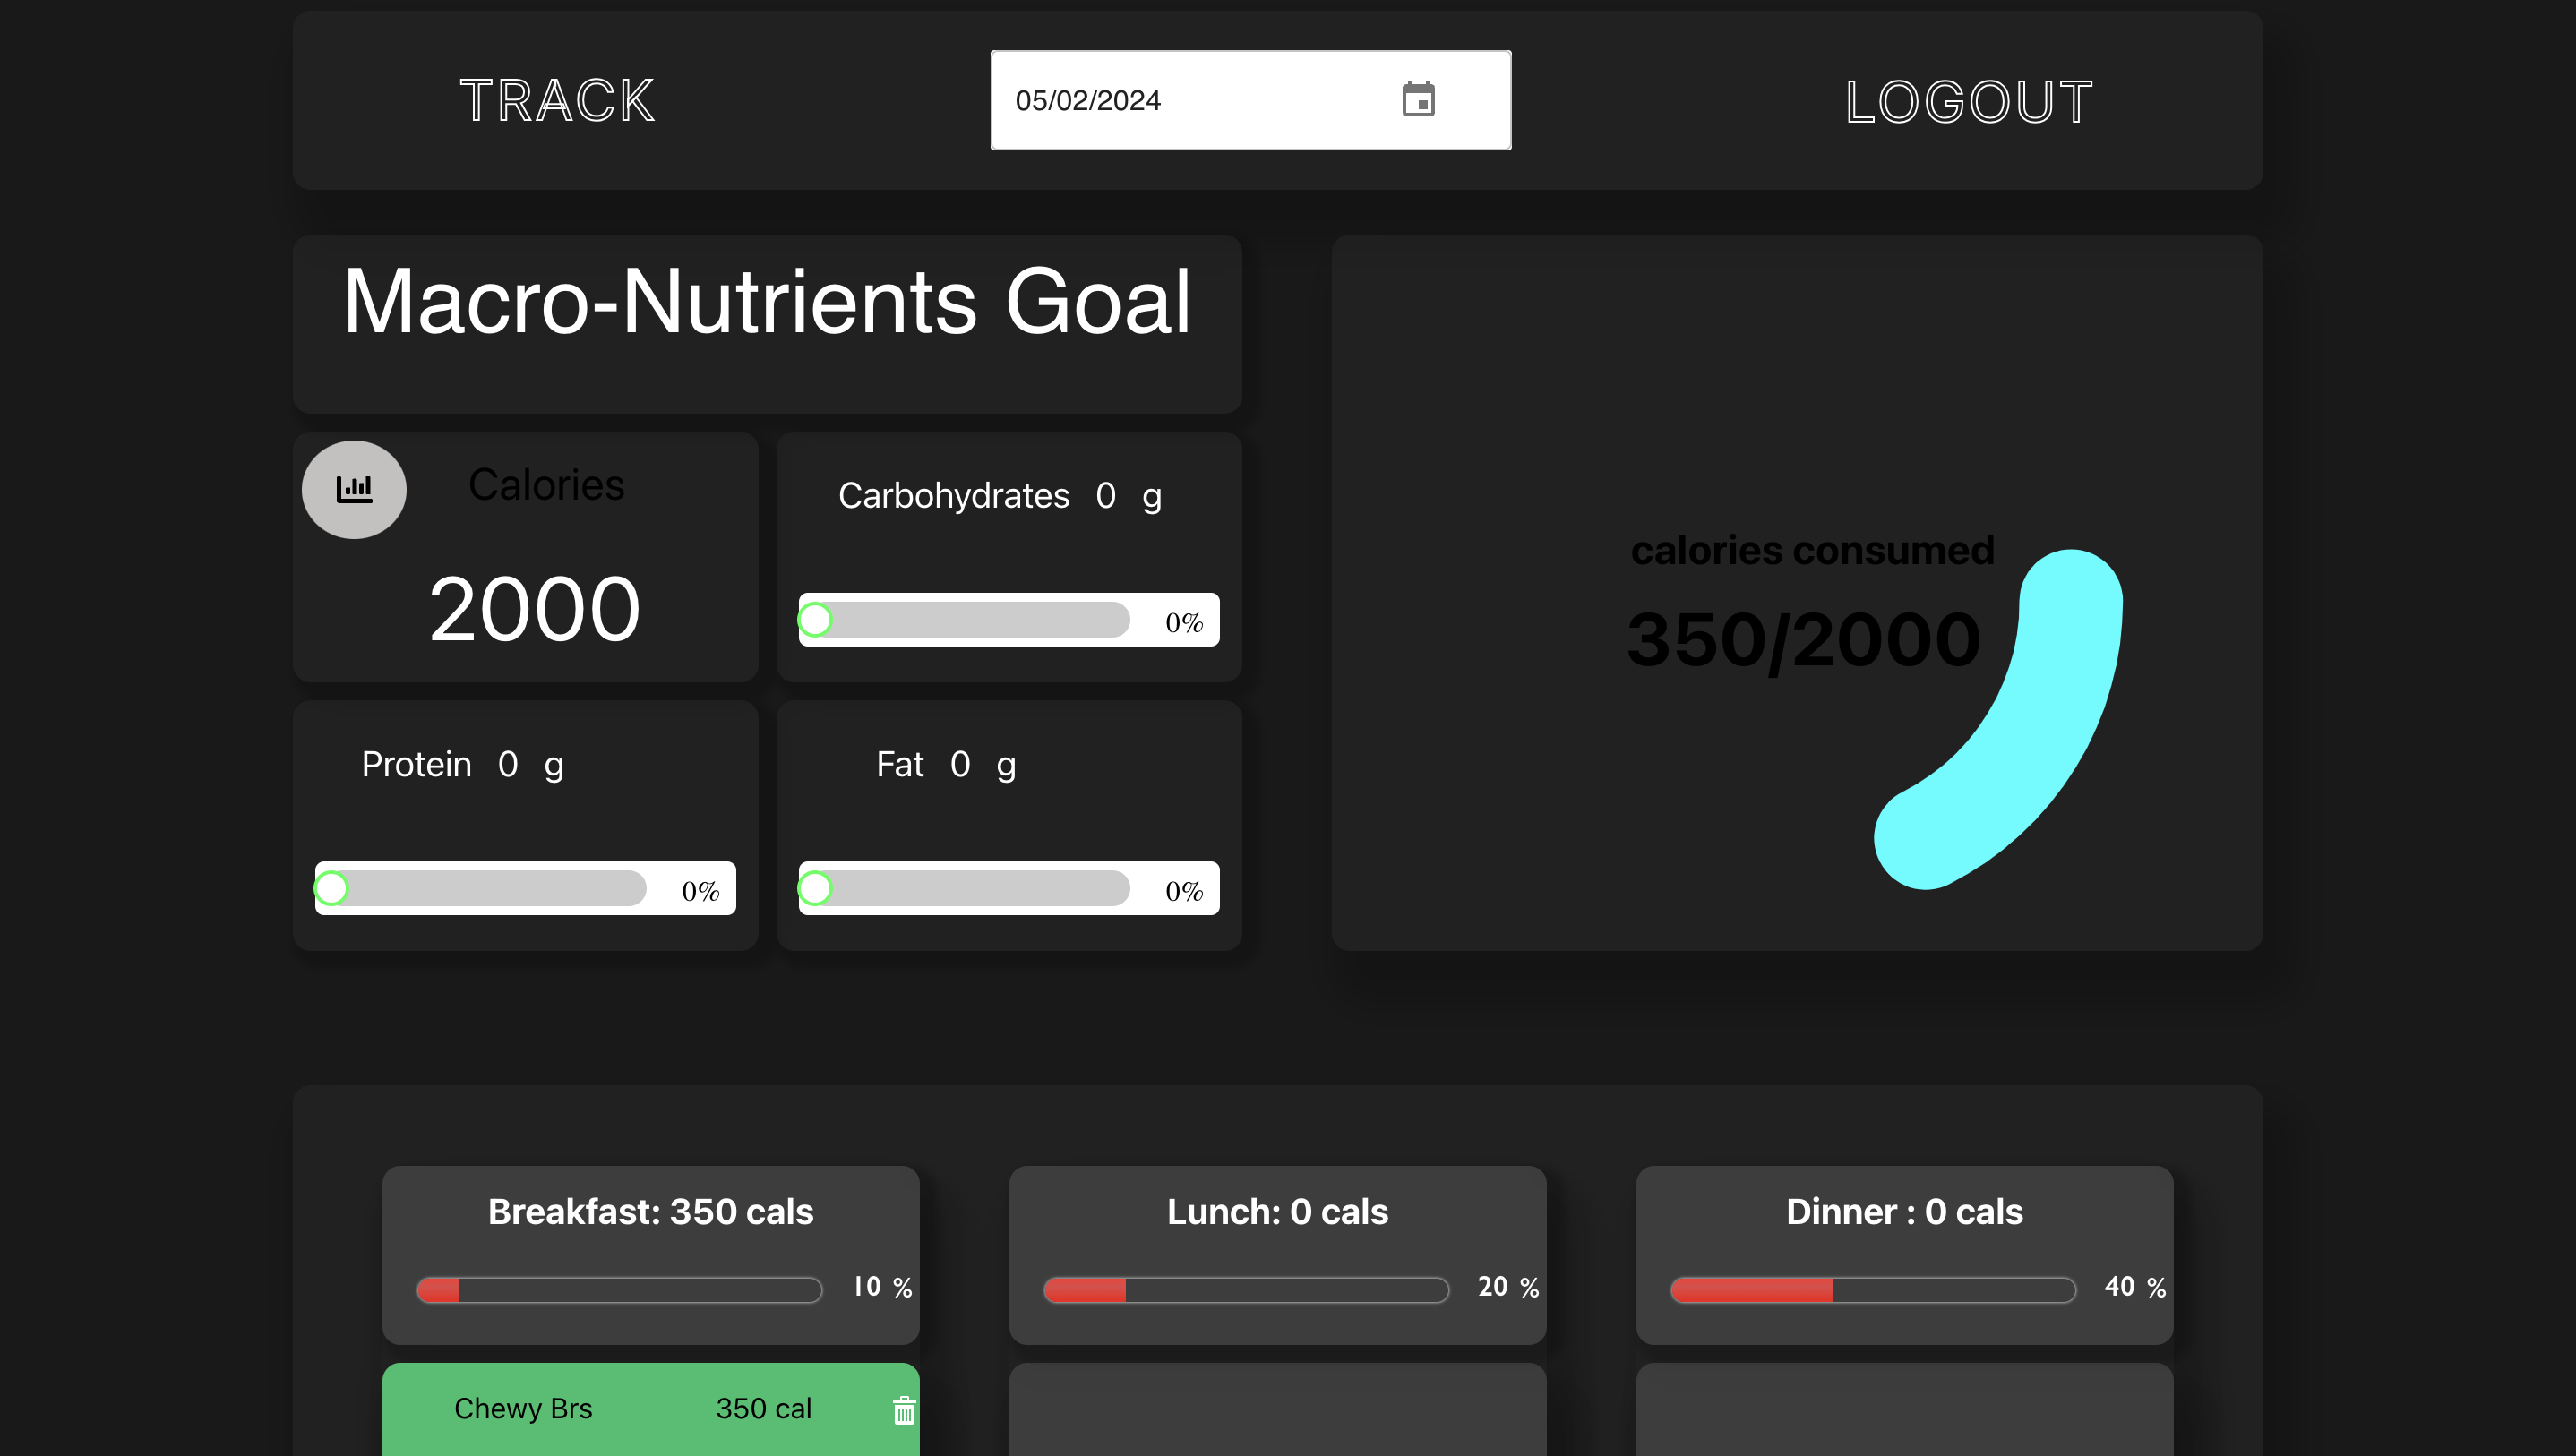 TRACK
05/02/2024
LOGOUT
Macro-Nutrients Goal
Calories
2000
Carbohydrates 0 g
0%
Protein 0 g
0%
Fat 0 g
0%
calories consumed
350/2000
Breakfast: 350 cals
10 %
Lunch: 0 cals
20 %
Dinner : 0 cals
40 %
Chewy Brs
350 cal